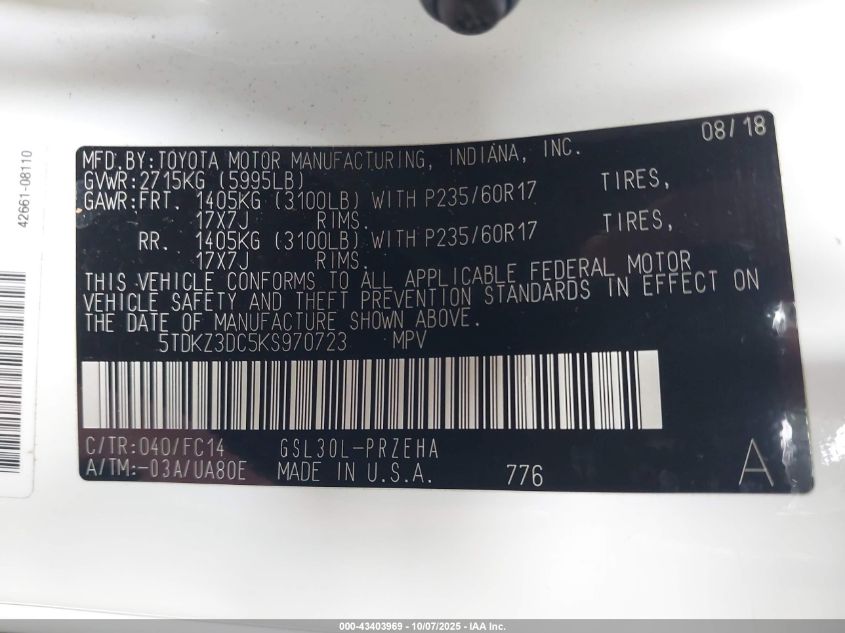 42661-08110
08/18
MFD.BY:TOYOTA MOTOR MANUFACTURING, INDIANA, INC.
GVWR:2715KG (5995LB)
GAWR:FRT. 1405KG (3100LB) WITH P235/60R17 TIRES,
17X7J RIMS.
RR. 1405KG (3100LB) WITH P235/60R17 TIRES,
17X7J RIMS.
THIS VEHICLE CONFORMS TO ALL APPLICABLE FEDERAL MOTOR
VEHICLE SAFETY AND THEFT PREVENTION STANDARDS IN EFFECT ON
THE DATE OF MANUFACTURE SHOWN ABOVE.
5TDKZ3DC5KS970723 MPV
C/TR:040/FC14 GSL30L-PRZEHA
A/TM:-03A/UA80E MADE IN U.S.A. 776 A
000-43403969 - 10/07/2025 - IAA Inc.